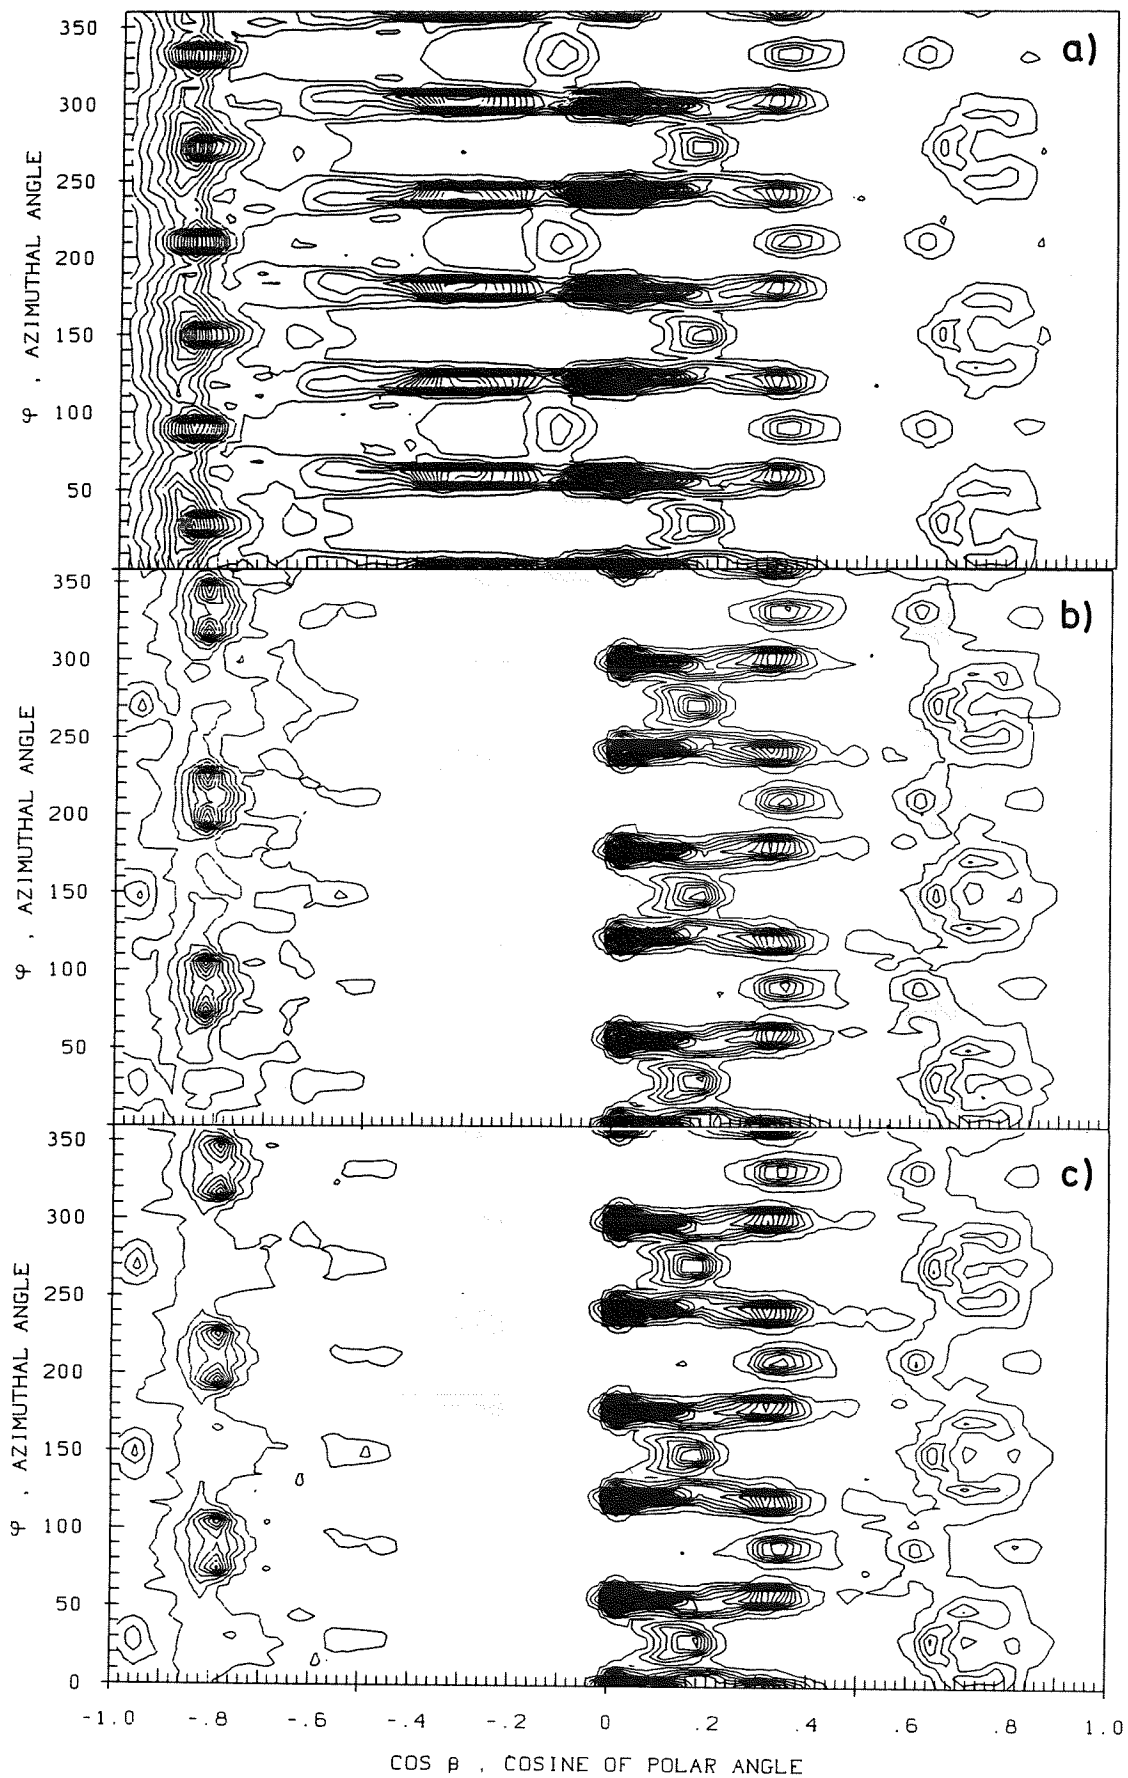 a)
350
300
250
200
150
100
50
φ , AZIMUTHAL ANGLE
b)
350
300
250
200
150
100
50
φ , AZIMUTHAL ANGLE
c)
350
300
250
200
150
100
50
0
φ , AZIMUTHAL ANGLE
-1.0 -.8 -.6 -.4 -.2 0 .2 .4 .6 .8 1.0
COS β , COSINE OF POLAR ANGLE